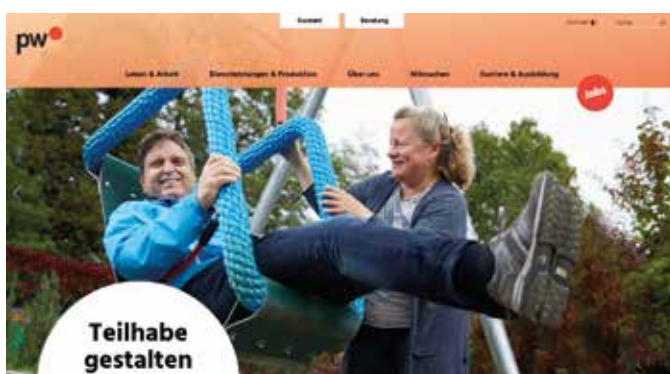 Kontakt Beratung
pw
Leben & Arbeit Dienstleistungen & Produktion Über uns Mitmachen Karriere & Ausbildung
Jobs
Teilhabe
gestalten